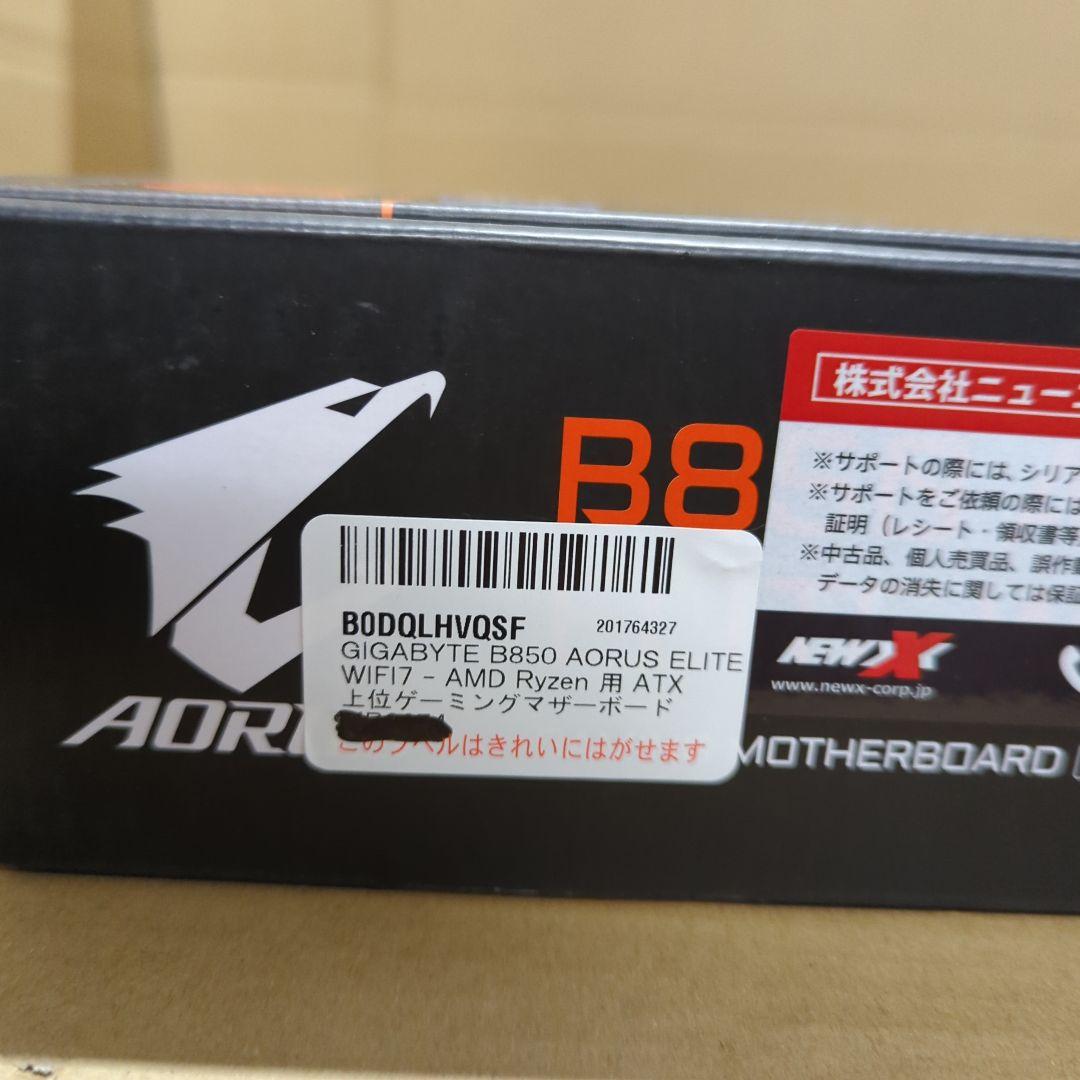 B8
株式会社ニュー
※サポートの際には、シリア
※サポートをご依頼の際には
証明（レシート・領収書等
※中古品、個人売買品、誤作動
データの消失に関しては保証
NEWX
www.newx-corp.jp
B0DQLHVQSF 201764327
GIGABYTE B850 AORUS ELITE
WIFI7 - AMD Ryzen 用 ATX
上位ゲーミングマザーボード
このラベルはきれいにはがせます
AORU
MOTHERBOARD